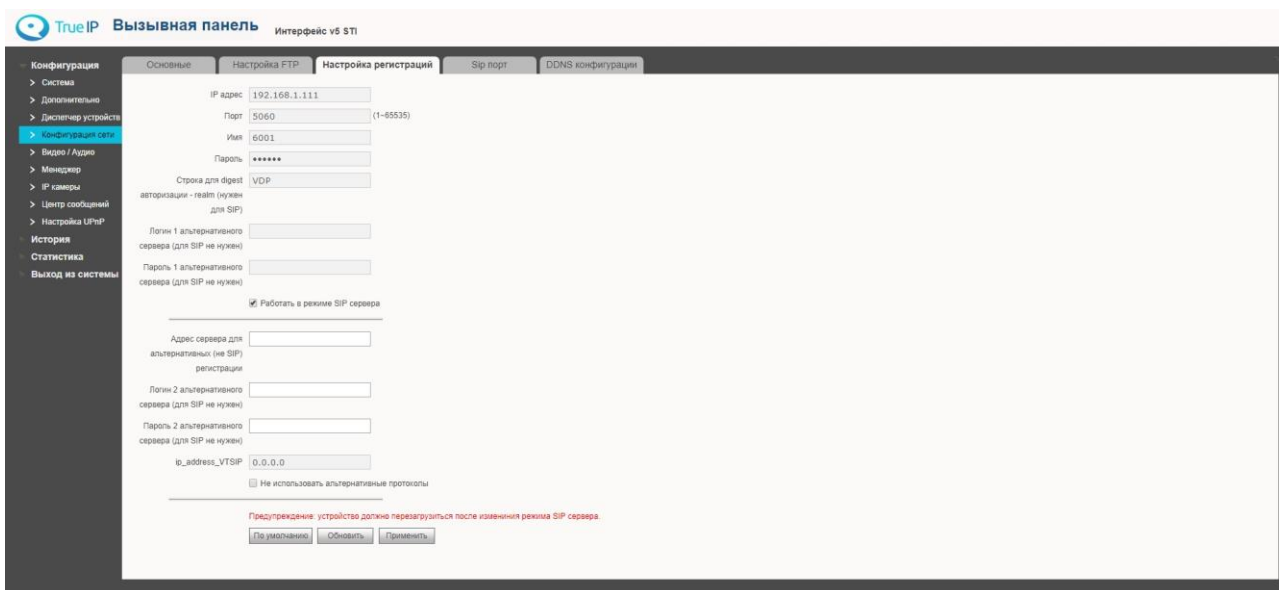 True IP Вызывная панель Интерфейс v5 STI
Конфигурация
Система
Дополнительно
Диспетчер устройств
Конфигурация сети
Видео / Аудио
Менеджер
IP камеры
Центр сообщений
Настройка UPnP
История
Статистика
Выход из системы
Основные Настройка FTP Настройка регистраций Sip порт DDNS конфигурации
IP адрес 192.168.1.111
Порт 5060 (1~65535)
Имя 6001
Пароль ••••••
Строка для digest VDP
авторизации - realm (нужен
для SIP)
Логин 1 альтернативного
сервера (для SIP не нужен)
Пароль 1 альтернативного
сервера (для SIP не нужен)
Работать в режиме SIP сервера
Адрес сервера для
альтернативных (не SIP)
регистрации
Логин 2 альтернативного
сервера (для SIP не нужен)
Пароль 2 альтернативного
сервера (для SIP не нужен)
ip_address_VTSIP 0.0.0.0
Не использовать альтернативные протоколы
Предупреждение: устройство должно перезагрузиться после изменения режима SIP сервера.
По умолчанию Обновить Применить